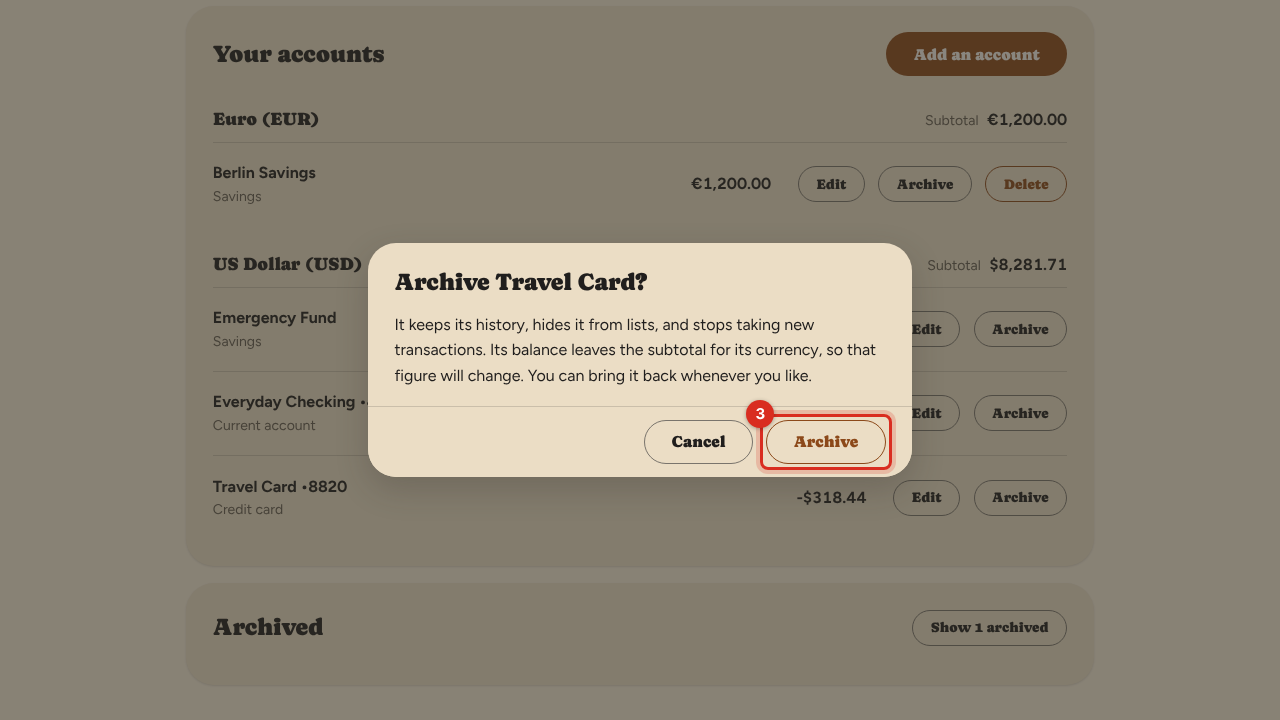 Your accounts
Add an account
Euro (EUR)
Subtotal €1,200.00
Berlin Savings
Savings
€1,200.00
Edit
Archive
Delete
US Dollar (USD)
Subtotal $8,281.71
Emergency Fund
Savings
Edit
Archive
Archive Travel Card?
It keeps its history, hides it from lists, and stops taking new
transactions. Its balance leaves the subtotal for its currency, so that
figure will change. You can bring it back whenever you like.
3
Cancel
Archive
Everyday Checking
Current account
Edit
Archive
Travel Card •8820
Credit card
-$318.44
Edit
Archive
Archived
Show 1 archived